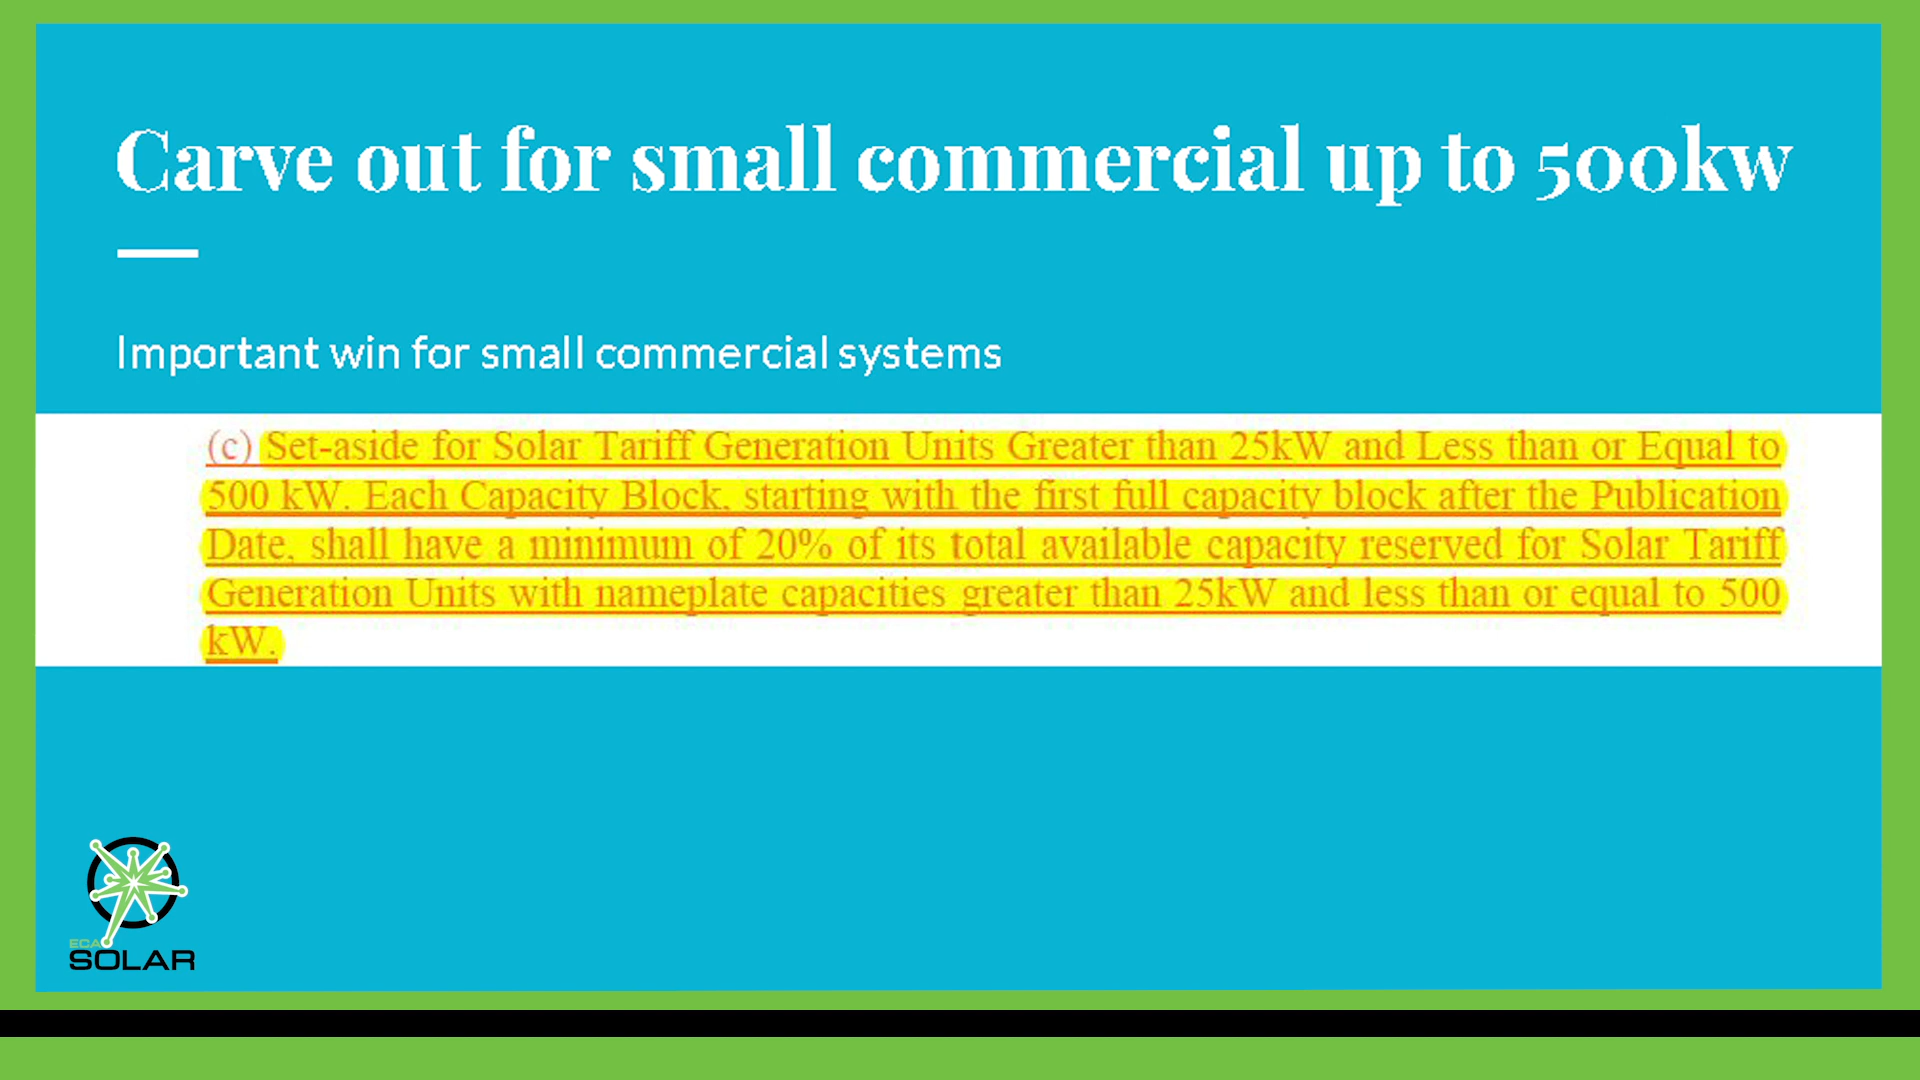 Carve out for small commercial up to 500kw
Important win for small commercial systems
(c) Set-aside for Solar Tariff Generation Units Greater than 25kW and Less than or Equal to
500 kW. Each Capacity Block, starting with the first full capacity block after the Publication
Date, shall have a minimum of 20% of its total available capacity reserved for Solar Tariff
Generation Units with nameplate capacities greater than 25kW and less than or equal to 500
kW.
ECA
SOLAR